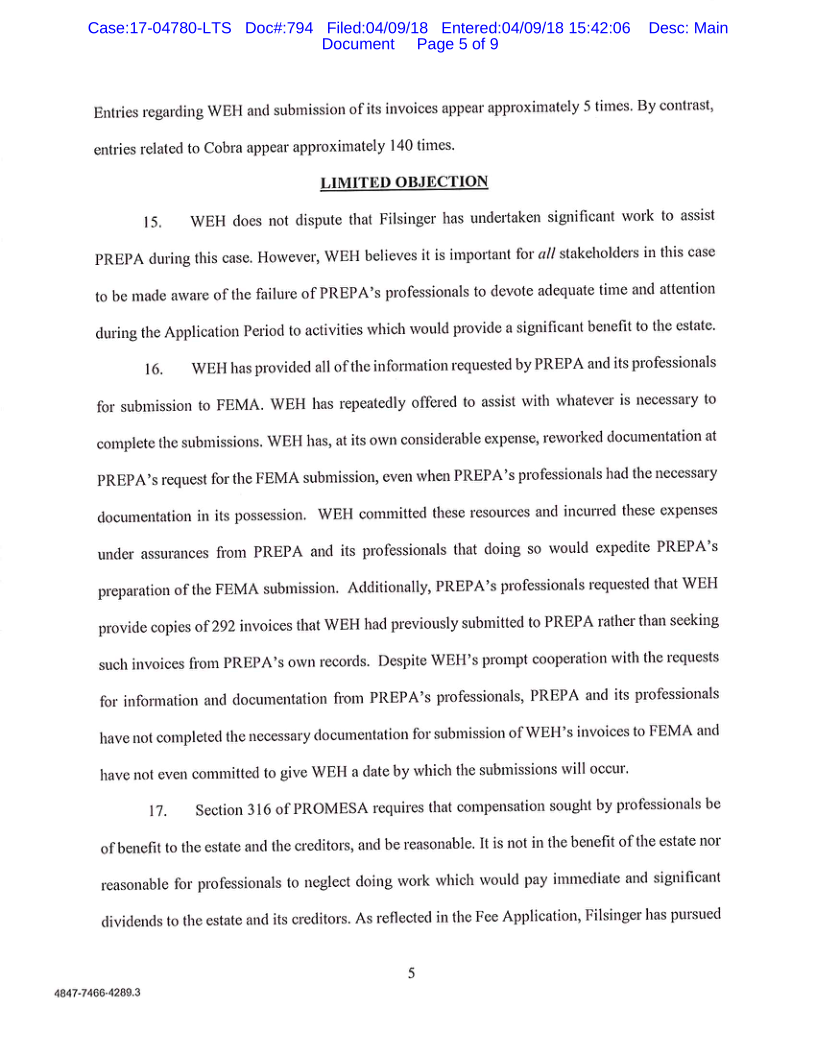 Case:17-04780-LTS Doc#:794 Filed:04/09/18 Entered:04/09/18 15:42:06 Desc: Main
Document Page 5 of 9
Entries regarding WEH and submission of its invoices appear approximately 5 times. By contrast,
entries related to Cobra appear approximately 140 times.
LIMITED OBJECTION
15. WEH does not dispute that Filsinger has undertaken significant work to assist
PREPA during this case. However, WEH believes it is important for all stakeholders in this case
to be made aware of the failure of PREPA's professionals to devote adequate time and attention
during the Application Period to activities which would provide a significant benefit to the estate.
16. WEH has provided all of the information requested by PREPA and its professionals
for submission to FEMA. WEH has repeatedly offered to assist with whatever is necessary to
complete the submissions. WEH has, at its own considerable expense, reworked documentation at
PREPA's request for the FEMA submission, even when PREPA's professionals had the necessary
documentation in its possession. WEH committed these resources and incurred these expenses
under assurances from PREPA and its professionals that doing so would expedite PREPA's
preparation of the FEMA submission. Additionally, PREPA's professionals requested that WEH
provide copies of 292 invoices that WEH had previously submitted to PREPA rather than seeking
such invoices from PREPA's own records. Despite WEH's prompt cooperation with the requests
for information and documentation from PREPA's professionals, PREPA and its professionals
have not completed the necessary documentation for submission of WEH's invoices to FEMA and
have not even committed to give WEH a date by which the submissions will occur.
17. Section 316 of PROMESA requires that compensation sought by professionals be
of benefit to the estate and the creditors, and be reasonable. It is not in the benefit of the estate nor
reasonable for professionals to neglect doing work which would pay immediate and significant
dividends to the estate and its creditors. As reflected in the Fee Application, Filsinger has pursued
5
4847-7466-4289.3